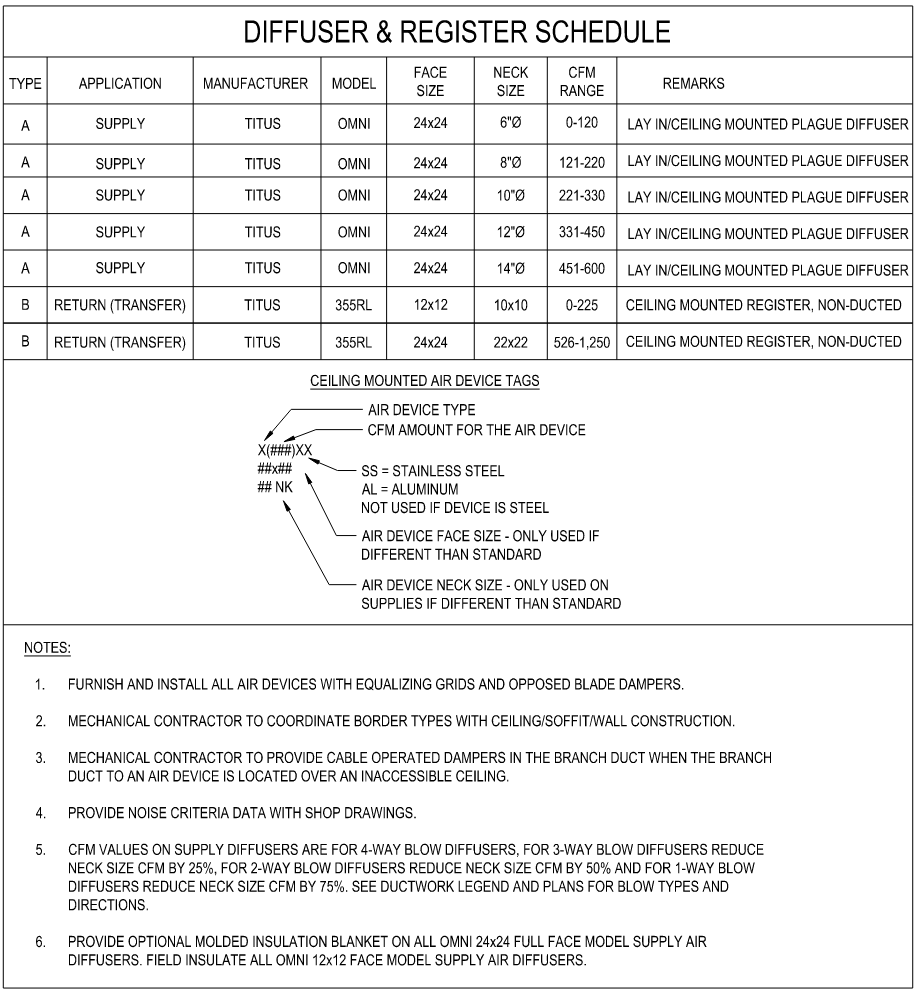 DIFFUSER & REGISTER SCHEDULE
TYPE APPLICATION MANUFACTURER MODEL FACE SIZE NECK SIZE CFM RANGE REMARKS
A SUPPLY TITUS OMNI 24x24 6"Ø 0-120 LAY IN/CEILING MOUNTED PLAGUE DIFFUSER
A SUPPLY TITUS OMNI 24x24 8"Ø 121-220 LAY IN/CEILING MOUNTED PLAGUE DIFFUSER
A SUPPLY TITUS OMNI 24x24 10"Ø 221-330 LAY IN/CEILING MOUNTED PLAGUE DIFFUSER
A SUPPLY TITUS OMNI 24x24 12"Ø 331-450 LAY IN/CEILING MOUNTED PLAGUE DIFFUSER
A SUPPLY TITUS OMNI 24x24 14"Ø 451-600 LAY IN/CEILING MOUNTED PLAGUE DIFFUSER
B RETURN (TRANSFER) TITUS 355RL 12x12 10x10 0-225 CEILING MOUNTED REGISTER, NON-DUCTED
B RETURN (TRANSFER) TITUS 355RL 24x24 22x22 526-1,250 CEILING MOUNTED REGISTER, NON-DUCTED
CEILING MOUNTED AIR DEVICE TAGS
AIR DEVICE TYPE
CFM AMOUNT FOR THE AIR DEVICE
X(###)XX
##x##
## NK
SS = STAINLESS STEEL
AL = ALUMINUM
NOT USED IF DEVICE IS STEEL
AIR DEVICE FACE SIZE - ONLY USED IF
DIFFERENT THAN STANDARD
AIR DEVICE NECK SIZE - ONLY USED ON
SUPPLIES IF DIFFERENT THAN STANDARD
NOTES:
1. FURNISH AND INSTALL ALL AIR DEVICES WITH EQUALIZING GRIDS AND OPPOSED BLADE DAMPERS.
2. MECHANICAL CONTRACTOR TO COORDINATE BORDER TYPES WITH CEILING/SOFFIT/WALL CONSTRUCTION.
3. MECHANICAL CONTRACTOR TO PROVIDE CABLE OPERATED DAMPERS IN THE BRANCH DUCT WHEN THE BRANCH
DUCT TO AN AIR DEVICE IS LOCATED OVER AN INACCESSIBLE CEILING.
4. PROVIDE NOISE CRITERIA DATA WITH SHOP DRAWINGS.
5. CFM VALUES ON SUPPLY DIFFUSERS ARE FOR 4-WAY BLOW DIFFUSERS, FOR 3-WAY BLOW DIFFUSERS REDUCE
NECK SIZE CFM BY 25%, FOR 2-WAY BLOW DIFFUSERS REDUCE NECK SIZE CFM BY 50% AND FOR 1-WAY BLOW
DIFFUSERS REDUCE NECK SIZE CFM BY 75%. SEE DUCTWORK LEGEND AND PLANS FOR BLOW TYPES AND
DIRECTIONS.
6. PROVIDE OPTIONAL MOLDED INSULATION BLANKET ON ALL OMNI 24x24 FULL FACE MODEL SUPPLY AIR
DIFFUSERS. FIELD INSULATE ALL OMNI 12x12 FACE MODEL SUPPLY AIR DIFFUSERS.